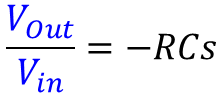 V_Out / V_in = -RCs